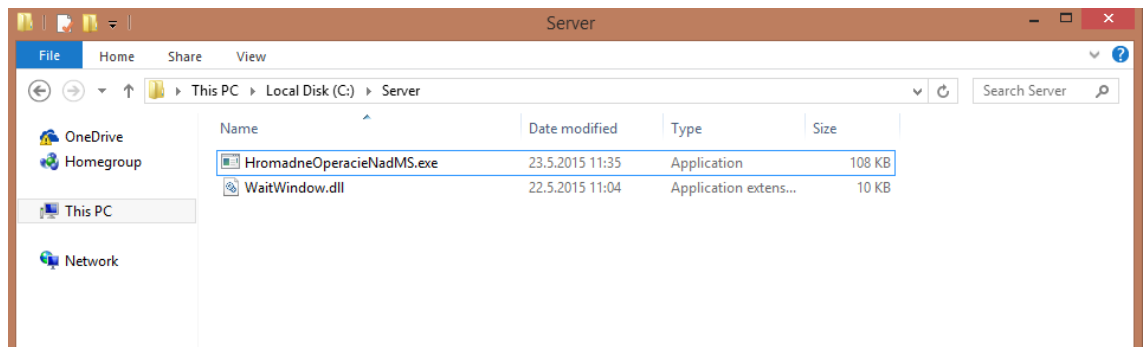 Server
File Home Share View
This PC Local Disk (C:) Server
Search Server
OneDrive
Homegroup
This PC
Network
Name Date modified Type Size
HromadneOperacieNadMS.exe 23.5.2015 11:35 Application 108 KB
WaitWindow.dll 22.5.2015 11:04 Application extens... 10 KB